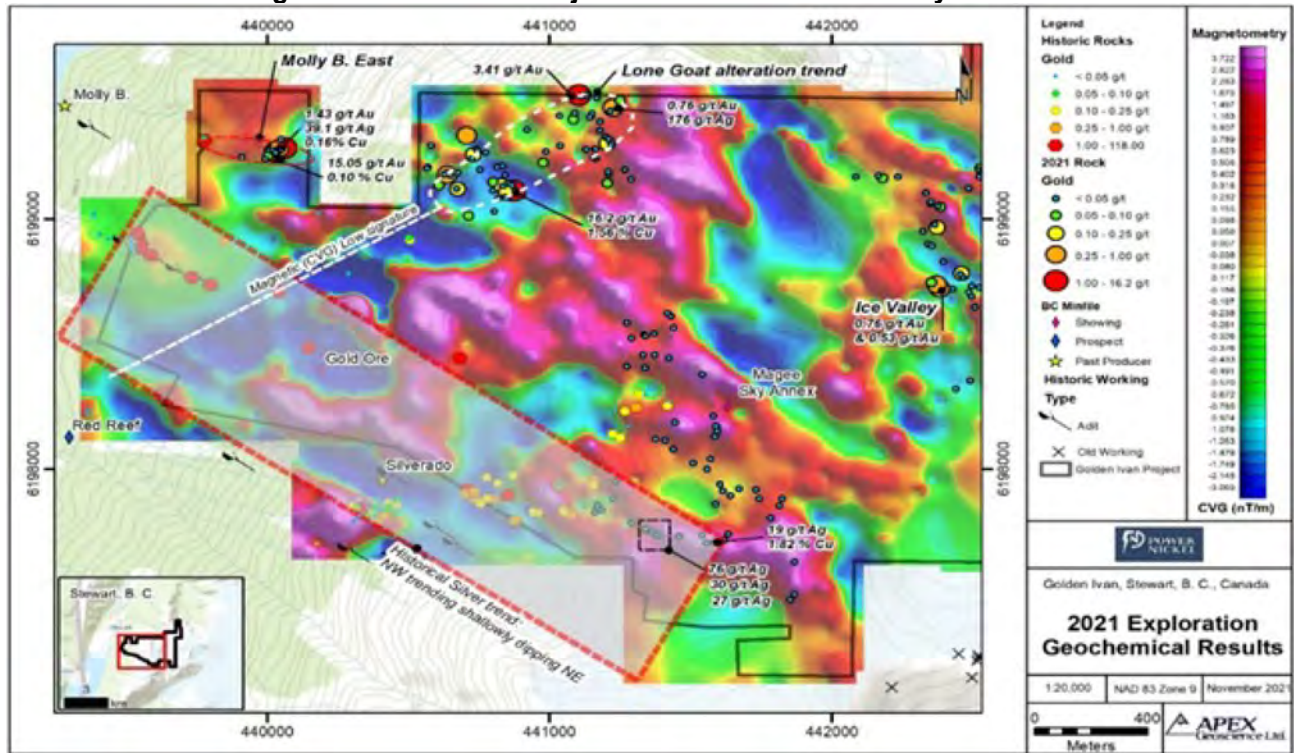 440000
441000
442000
Molly B.
Molly B. East
3.41 g/t Au
Lone Goat alteration trend
1.43 g/t Au
39.1 g/t Ag
0.16% Cu
0.76 g/t Au
176 g/t Ag
15.05 g/t Au
0.10 % Cu
6199000
16.2 g/t Au
1.56 % Cu
6199000
Magnetic (CVG) Low signature
Ice Valley
0.76 g/t Au
& 0.53 g/t Au
Gold Ore
Magee
Sky Annex
Red Reef
6198000
Silverado
6198000
19 g/t Ag
1.82 % Cu
76 g/t Ag
30 g/t Ag
27 g/t Ag
Historical Silver trend:
NW trending shallowly dipping NE
Stewart, B. C.
3
km
440000
441000
442000
N
Legend
Historic Rocks
Gold
< 0.05 g/t
0.05 - 0.10 g/t
0.10 - 0.25 g/t
0.25 - 1.00 g/t
1.00 - 118.00
2021 Rock
Gold
< 0.05 g/t
0.05 - 0.10 g/t
0.10 - 0.25 g/t
0.25 - 1.00 g/t
1.00 - 16.2 g/t
BC Minfile
Showing
Prospect
Past Producer
Historic Working
Type
Adit
Old Working
Golden Ivan Project
Magnetometry
CVG (nT/m)
POWER
NICKEL
Golden Ivan, Stewart, B. C., Canada
2021 Exploration
Geochemical Results
1:20,000
NAD 83 Zone 9
November 2021
0
400
Meters
APEX
Geoscience Ltd.